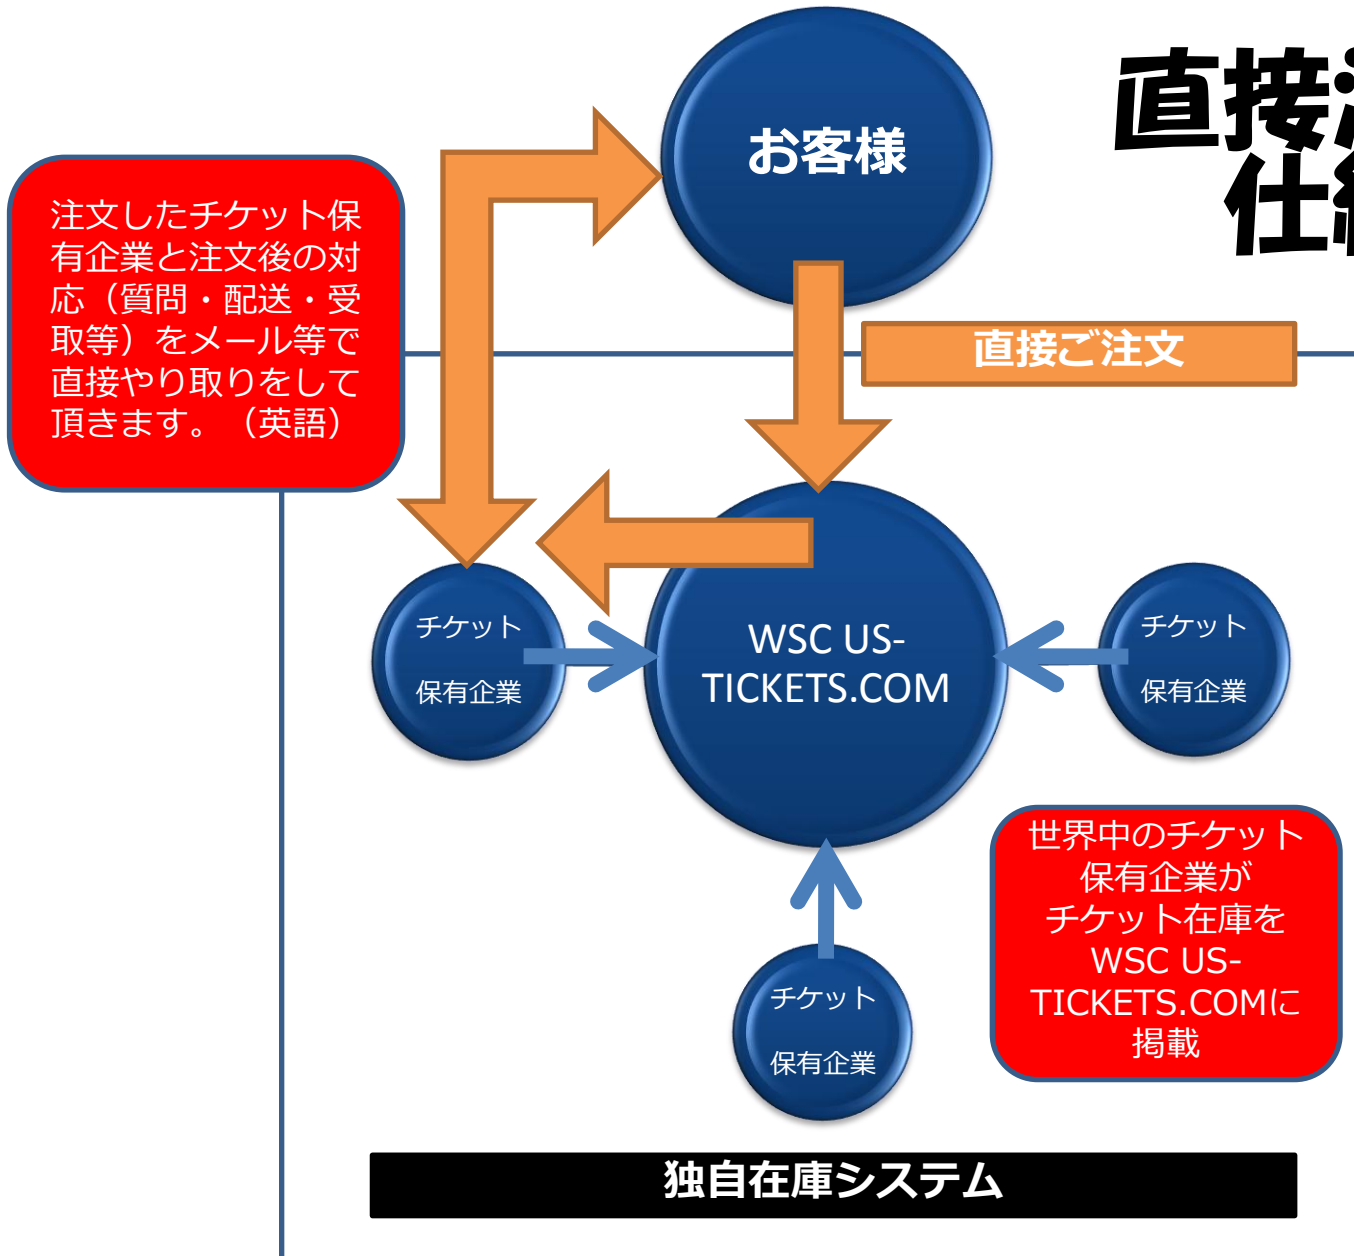 直接
仕
お客様
注文したチケット保
有企業と注文後の対
応（質問・配送・受
取等）をメール等で
直接やり取りをして
頂きます。（英語）
直接ご注文
チケット
保有企業
WSC US-
TICKETS.COM
チケット
保有企業
世界中のチケット
保有企業が
チケット在庫を
WSC US-
TICKETS.COMに
掲載
チケット
保有企業
独自在庫システム